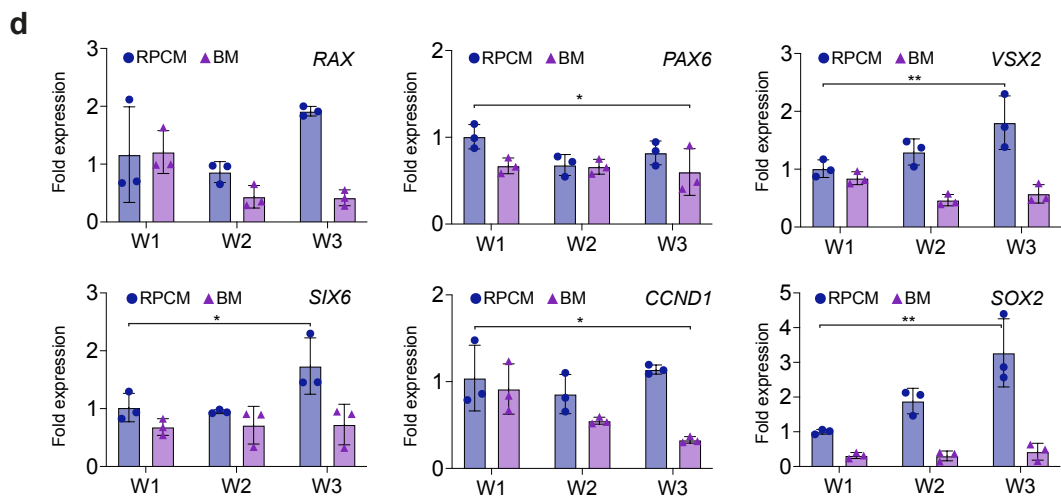 d
RPCM BM RAX
Fold expression
3
2
1
0
W1 W2 W3
RPCM BM PAX6
Fold expression
2
1
0
*
W1 W2 W3
RPCM BM VSX2
Fold expression
3
2
1
0
**
W1 W2 W3
RPCM BM SIX6
Fold expression
3
2
1
0
*
W1 W2 W3
RPCM BM CCND1
Fold expression
2
1
0
*
W1 W2 W3
RPCM BM SOX2
Fold expression
5
4
3
2
1
0
**
W1 W2 W3